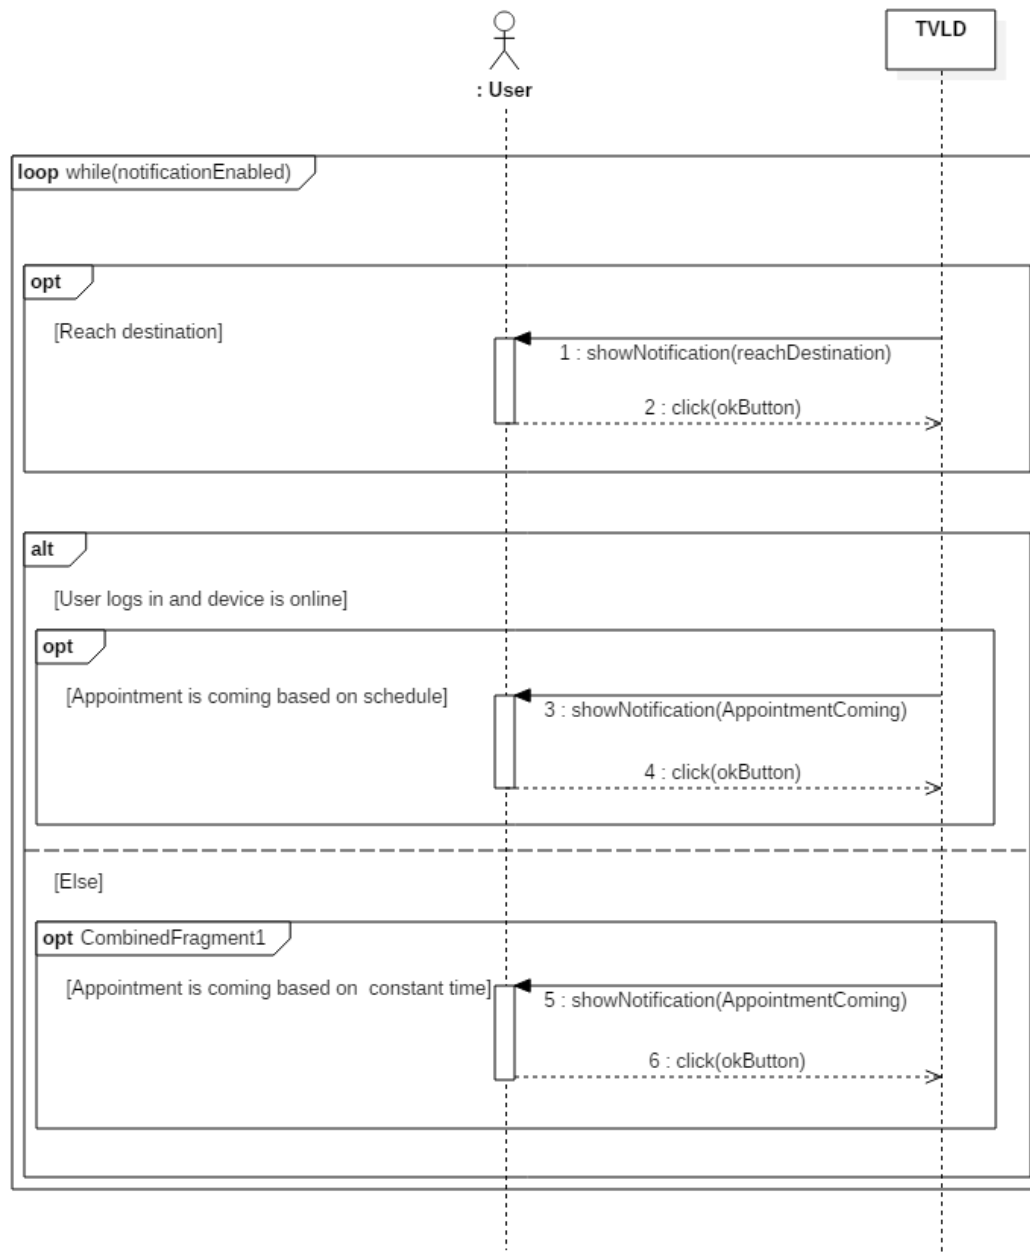 TVLD
: User
loop while(notificationEnabled)
opt
[Reach destination]
1 : showNotification(reachDestination)
2 : click(okButton)
alt
[User logs in and device is online]
opt
[Appointment is coming based on schedule]
3 : showNotification(AppointmentComing)
4 : click(okButton)
[Else]
opt CombinedFragment1
[Appointment is coming based on  constant time]
5 : showNotification(AppointmentComing)
6 : click(okButton)